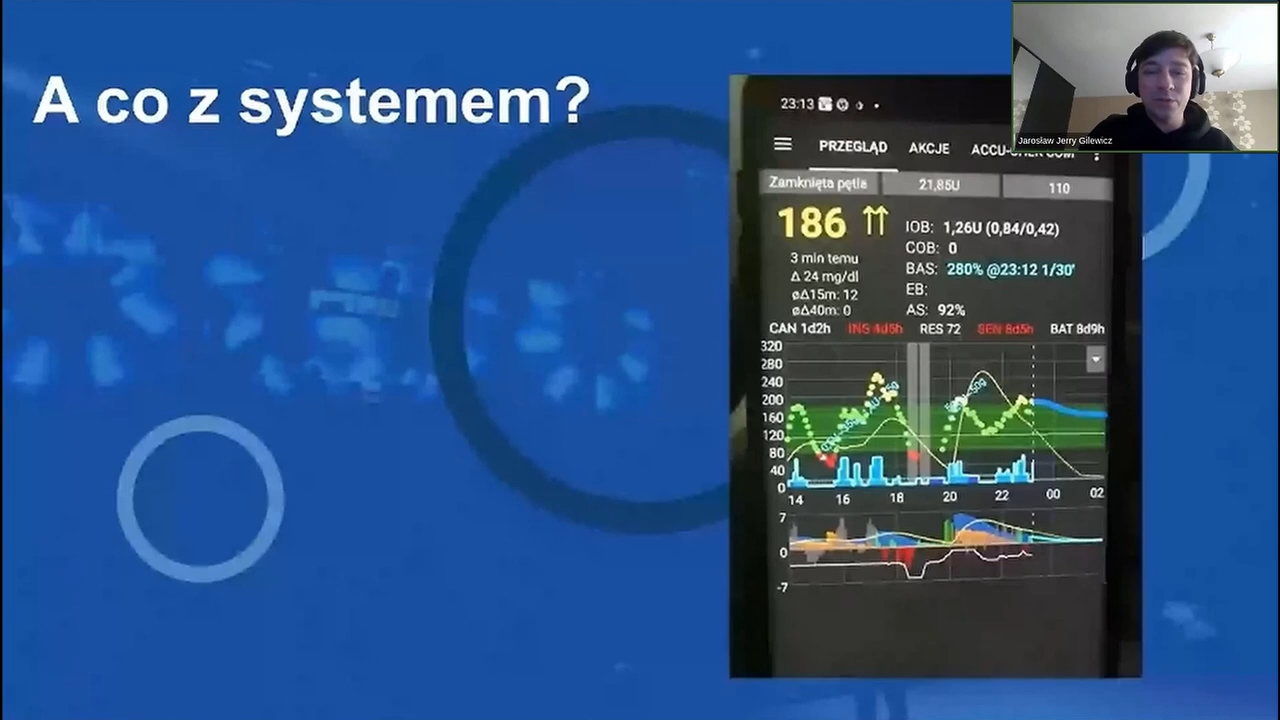 A co z systemem?
Jarosław Jerry Gilewicz
23:13
PRZEGLĄD AKCJE
Zamknięta pętla 21,85U 110
186
IOB: 1,26U (0,84/0,42)
COB: 0
3 min temu
BAS: 280% @23:12 1/30'
Δ 24 mg/dl
EB:
øΔ15m: 12
øΔ40m: 0
AS: 92%
CAN 1d2h INS 4d5h RES 72 SEN 8d5h BAT 8d9h
320
280
240
200
160
120
80
40
0
14 16 18 20 22 00 02
7
0
-7